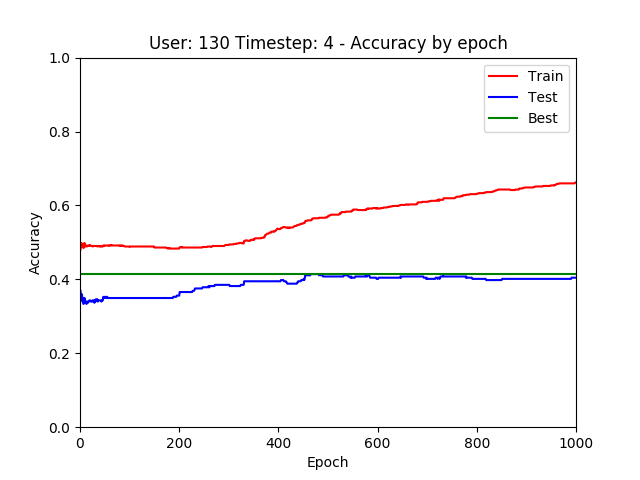 User: 130 Timestep: 4 - Accuracy by epoch
Train
Test
Best
1.0
0.8
0.6
0.4
0.2
0.0
Accuracy
0 200 400 600 800 1000
Epoch